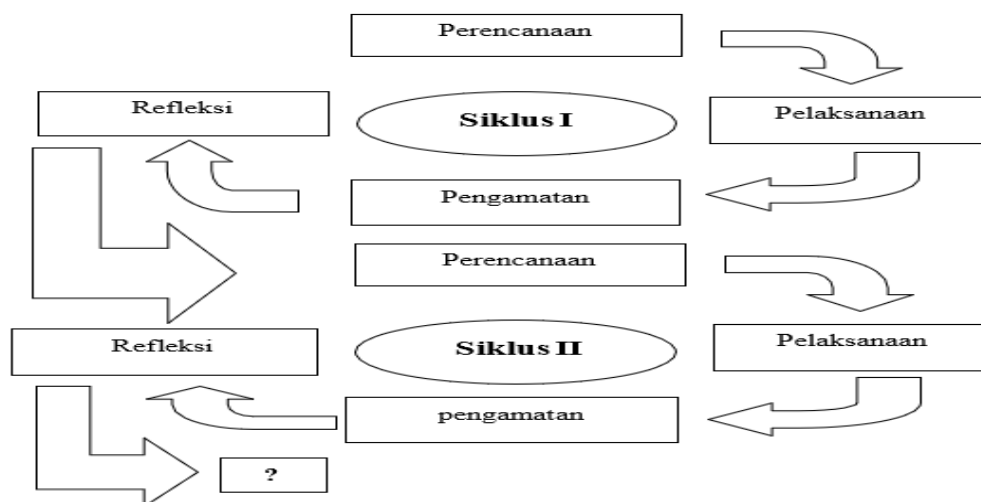 Perencanaan
Refleksi
Siklus I
Pelaksanaan
Pengamatan
Perencanaan
Refleksi
Siklus II
Pelaksanaan
pengamatan
?